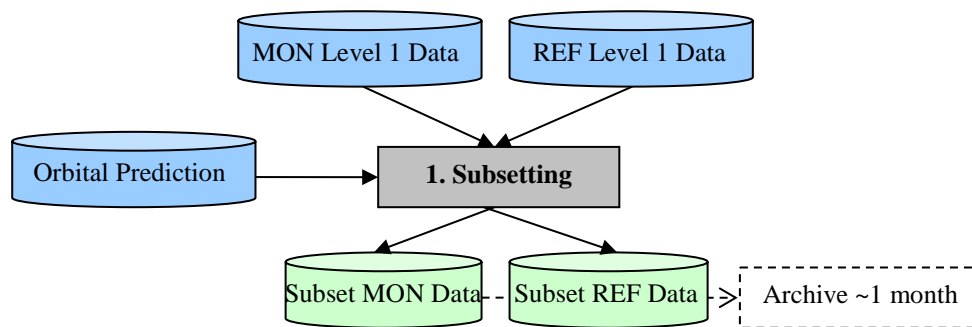 MON Level 1 Data
REF Level 1 Data
Orbital Prediction
1. Subsetting
Subset MON Data
Subset REF Data
Archive ~1 month